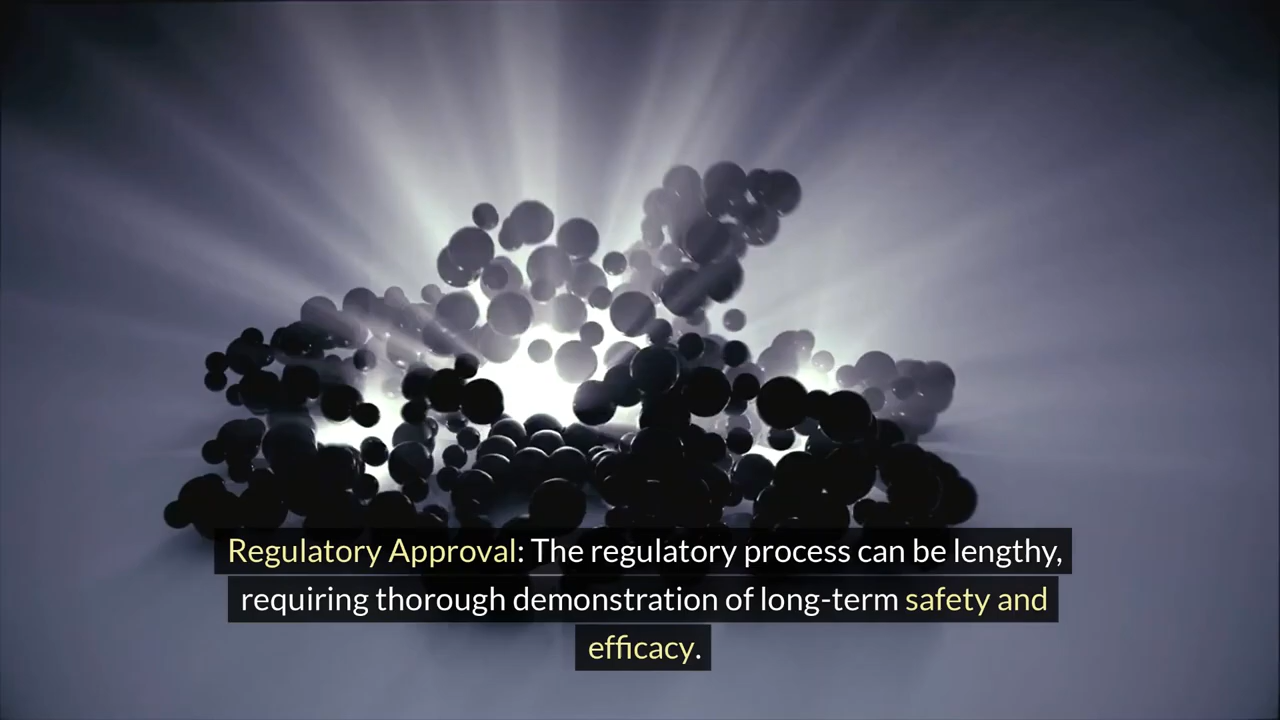 Regulatory Approval: The regulatory process can be lengthy,
requiring thorough demonstration of long-term safety and
efficacy.